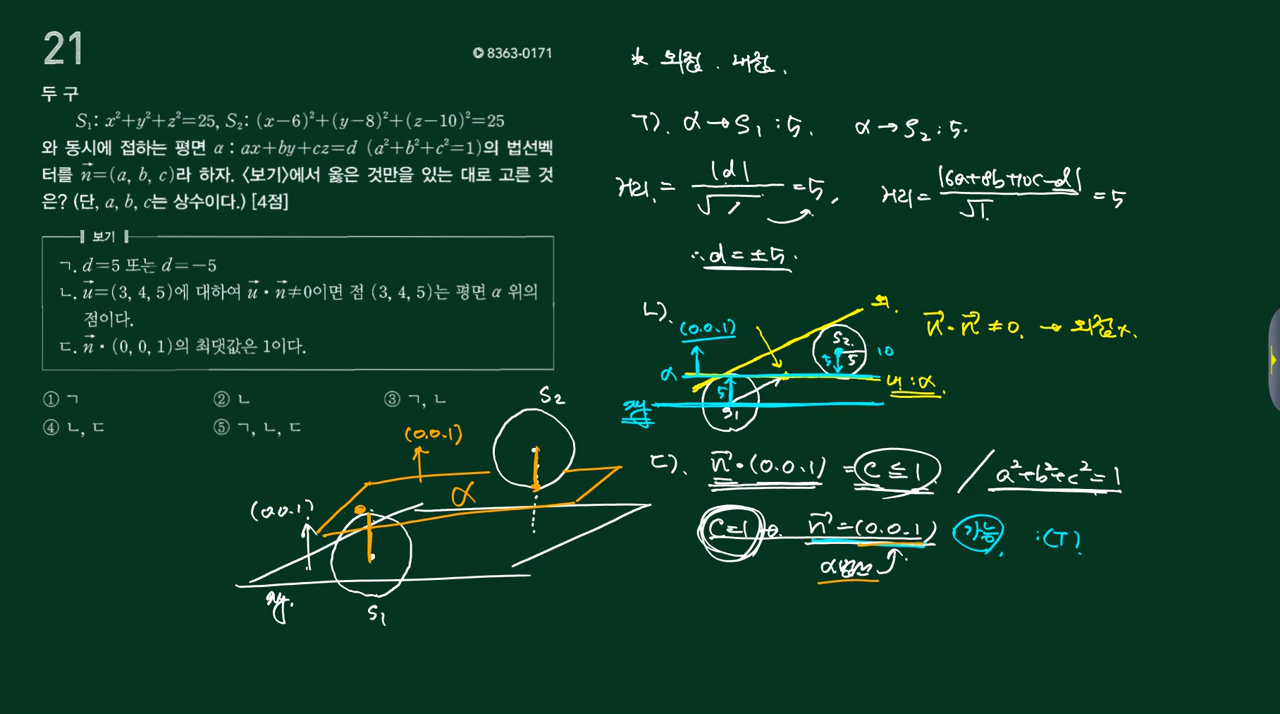 21
8363-0171
두 구
S₁: x²+y²+z²=25, S₂: (x−6)²+(y−8)²+(z−10)²=25
와 동시에 접하는 평면 α : ax+by+cz=d (a²+b²+c²=1)의 법선벡
터를 n⃗=(a, b, c)라 하자. 〈보기〉에서 옳은 것만을 있는 대로 고른 것
은? (단, a, b, c는 상수이다.) [4점]
보기
ㄱ. d=5 또는 d=−5
ㄴ. u⃗=(3, 4, 5)에 대하여 u⃗・n⃗≠0이면 점 (3, 4, 5)는 평면 α 위의
점이다.
ㄷ. n⃗・(0, 0, 1)의 최댓값은 1이다.
① ㄱ ② ㄴ ③ ㄱ, ㄴ
④ ㄴ, ㄷ ⑤ ㄱ, ㄴ, ㄷ
S₂
(0.0.1)
α
(0.0.1)
xy.
S₁
* 외접. 내접.
ㄱ). α→S₁ : 5. α→S₂ : 5.
거리 = |d|/√1 = 5, 거리 = |6a+8b+10c−d|/√1. = 5
∴ d = ±5.
ㄴ).
외.
(0.0.1)
S₂
5
5
10
α
내 : α
5
xy
S₁
n⃗・n⃗ ≠ 0. → 외접x.
ㄷ). n⃗・(0.0.1) = c ≤ 1 / a²+b²+c²=1
c=1 n⃗=(0.0.1) 가능. : (T)